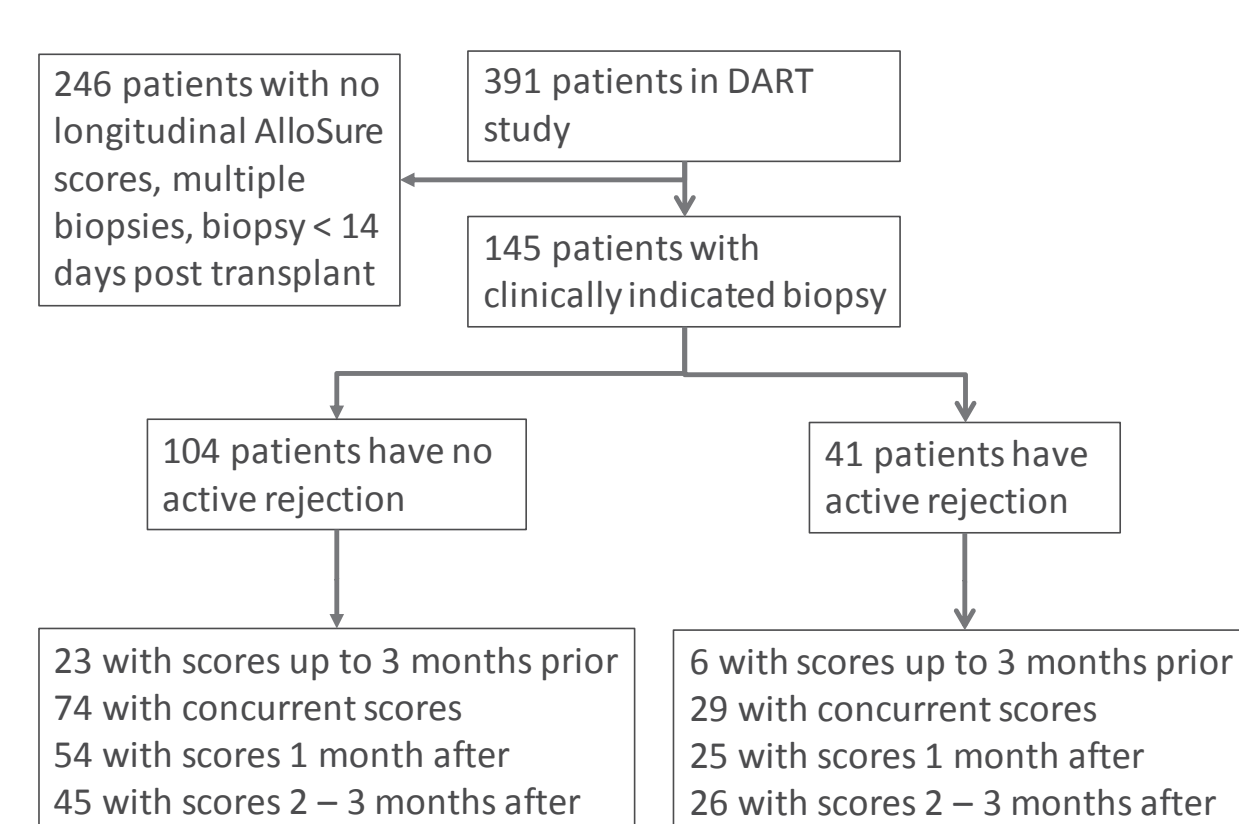 391 patients in DART
study
246 patients with no
longitudinal AlloSure
scores, multiple
biopsies, biopsy < 14
days post transplant
145 patients with
clinically indicated biopsy
104 patients have no
active rejection
41 patients have
active rejection
23 with scores up to 3 months prior
74 with concurrent scores
54 with scores 1 month after
45 with scores 2 – 3 months after
6 with scores up to 3 months prior
29 with concurrent scores
25 with scores 1 month after
26 with scores 2 – 3 months after